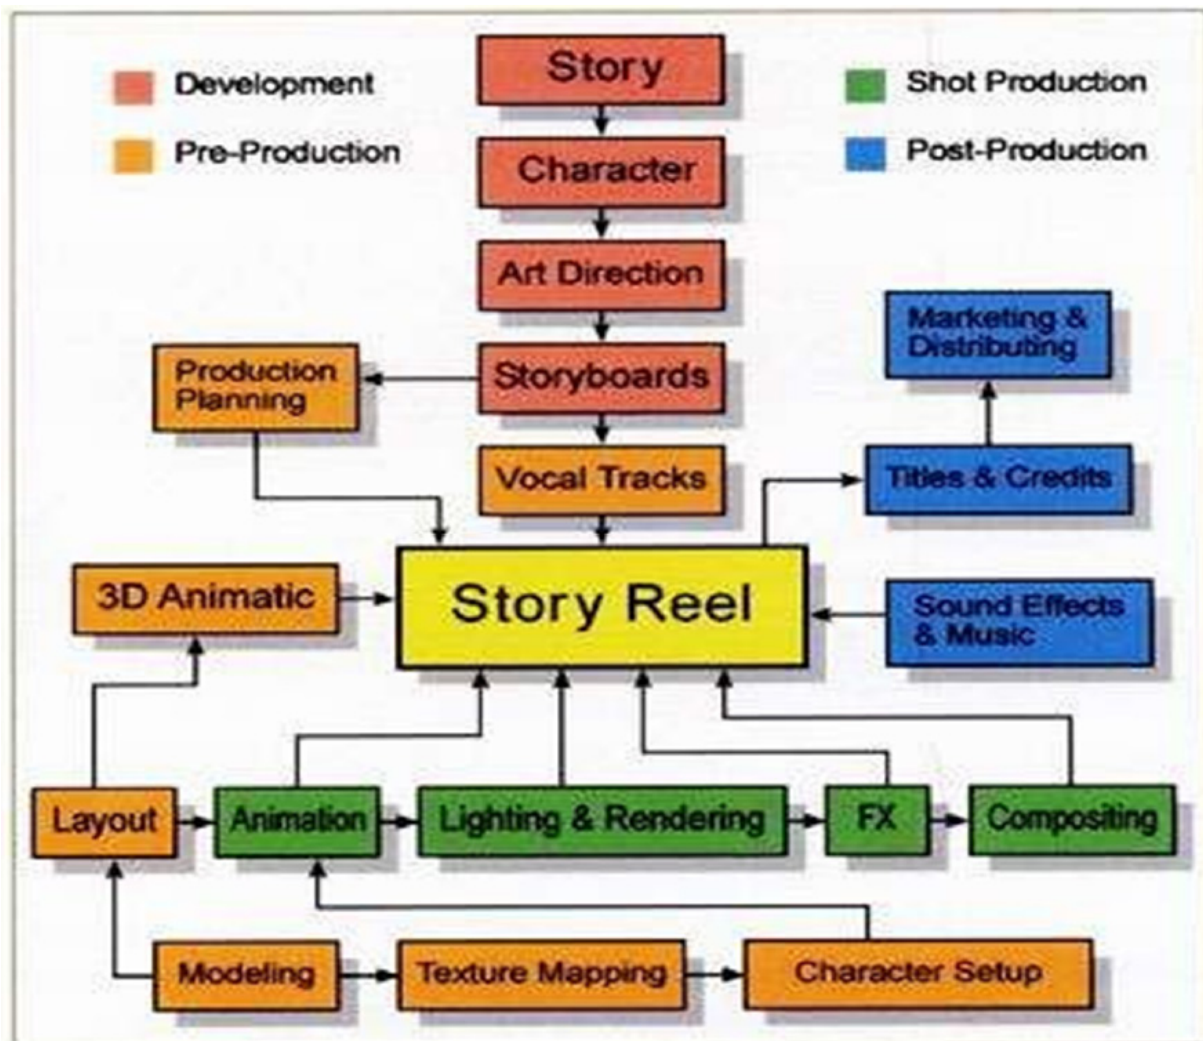 Development
Pre-Production
Shot Production
Post-Production
Story
Character
Art Direction
Storyboards
Production
Planning
Vocal Tracks
Marketing &
Distributing
Titles & Credits
3D Animatic
Story Reel
Sound Effects
& Music
Layout
Animation
Lighting & Rendering
FX
Compositing
Modeling
Texture Mapping
Character Setup